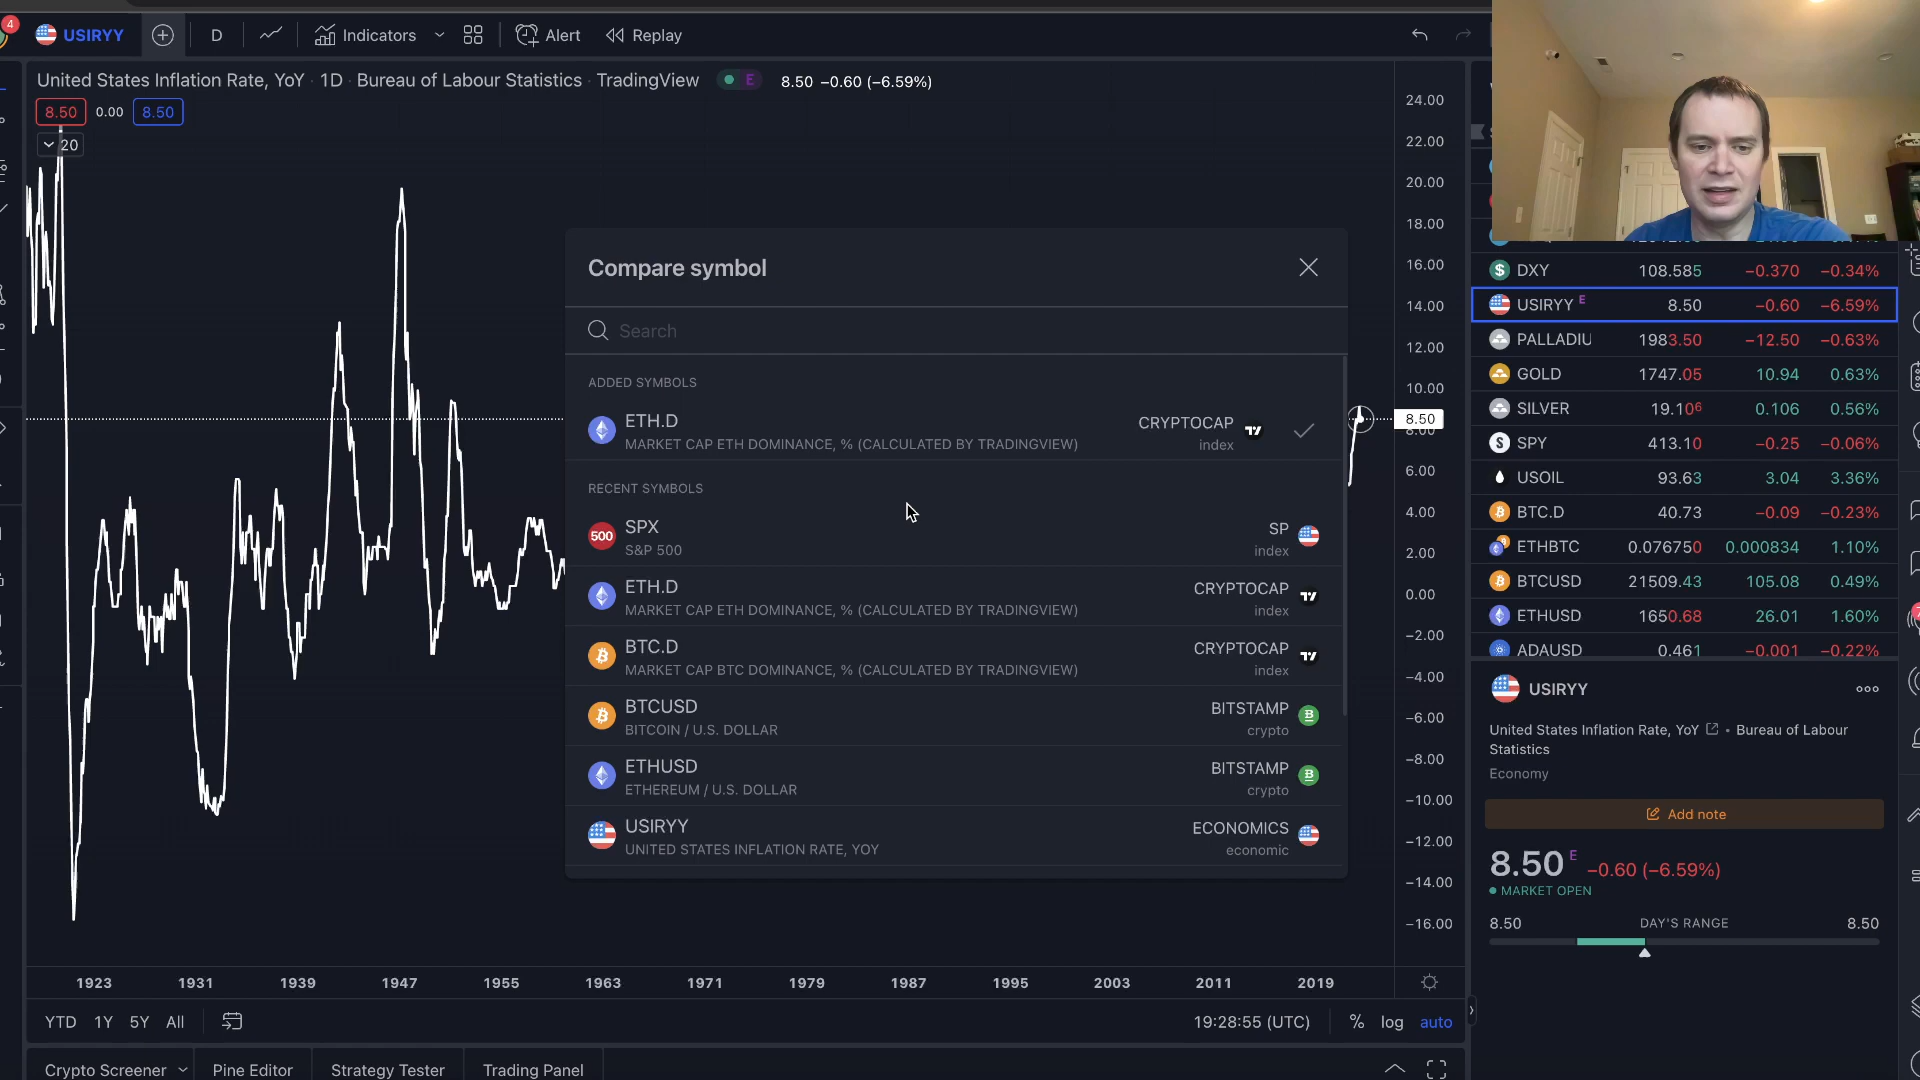 4
USIRYY
D
Indicators
Alert
Replay
United States Inflation Rate, YoY · 1D · Bureau of Labour Statistics · TradingView
E
8.50 −0.60 (−6.59%)
8.50
0.00
8.50
20
24.00
22.00
20.00
18.00
16.00
14.00
12.00
10.00
8.50
8.00
6.00
4.00
2.00
0.00
−2.00
−4.00
−6.00
−8.00
−10.00
−12.00
−14.00
−16.00
Compare symbol
Search
ADDED SYMBOLS
ETH.D
MARKET CAP ETH DOMINANCE, % (CALCULATED BY TRADINGVIEW)
CRYPTOCAP
index
RECENT SYMBOLS
500
SPX
S&P 500
SP
index
ETH.D
MARKET CAP ETH DOMINANCE, % (CALCULATED BY TRADINGVIEW)
CRYPTOCAP
index
BTC.D
MARKET CAP BTC DOMINANCE, % (CALCULATED BY TRADINGVIEW)
CRYPTOCAP
index
BTCUSD
BITCOIN / U.S. DOLLAR
BITSTAMP
crypto
ETHUSD
ETHEREUM / U.S. DOLLAR
BITSTAMP
crypto
USIRYY
UNITED STATES INFLATION RATE, YOY
ECONOMICS
economic
1923 1931 1939 1947 1955 1963 1971 1979 1987 1995 2003 2011 2019
YTD 1Y 5Y All
19:28:55 (UTC)
% log auto
Crypto Screener
Pine Editor
Strategy Tester
Trading Panel
DXY 108.585 −0.370 −0.34%
USIRYY E 8.50 −0.60 −6.59%
PALLADIU 1983.50 −12.50 −0.63%
GOLD 1747.05 10.94 0.63%
SILVER 19.106 0.106 0.56%
SPY 413.10 −0.25 −0.06%
USOIL 93.63 3.04 3.36%
BTC.D 40.73 −0.09 −0.23%
ETHBTC 0.076750 0.000834 1.10%
BTCUSD 21509.43 105.08 0.49%
ETHUSD 1650.68 26.01 1.60%
ADAUSD 0.461 −0.001 −0.22%
USIRYY
United States Inflation Rate, YoY • Bureau of Labour
Statistics
Economy
Add note
8.50 E −0.60 (−6.59%)
MARKET OPEN
8.50 DAY'S RANGE 8.50